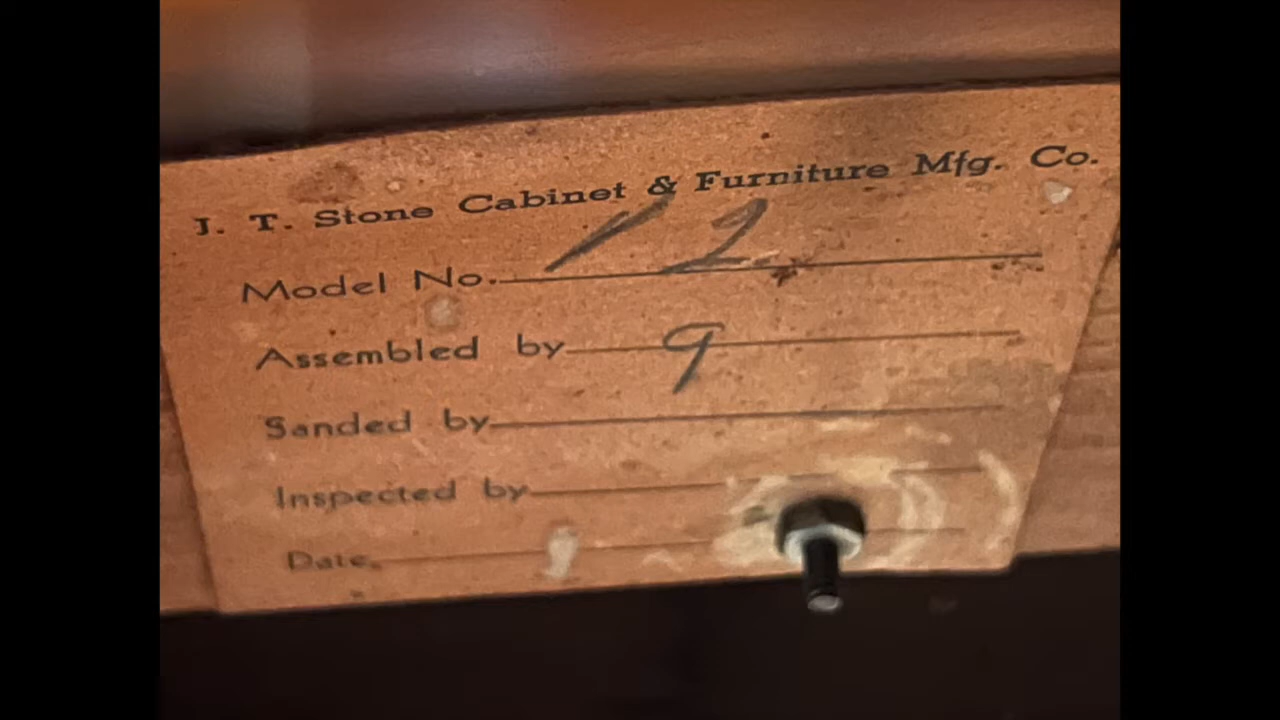 J. T. Stone Cabinet & Furniture Mfg. Co.
Model No. 12
Assembled by 9
Sanded by
Inspected by
Date